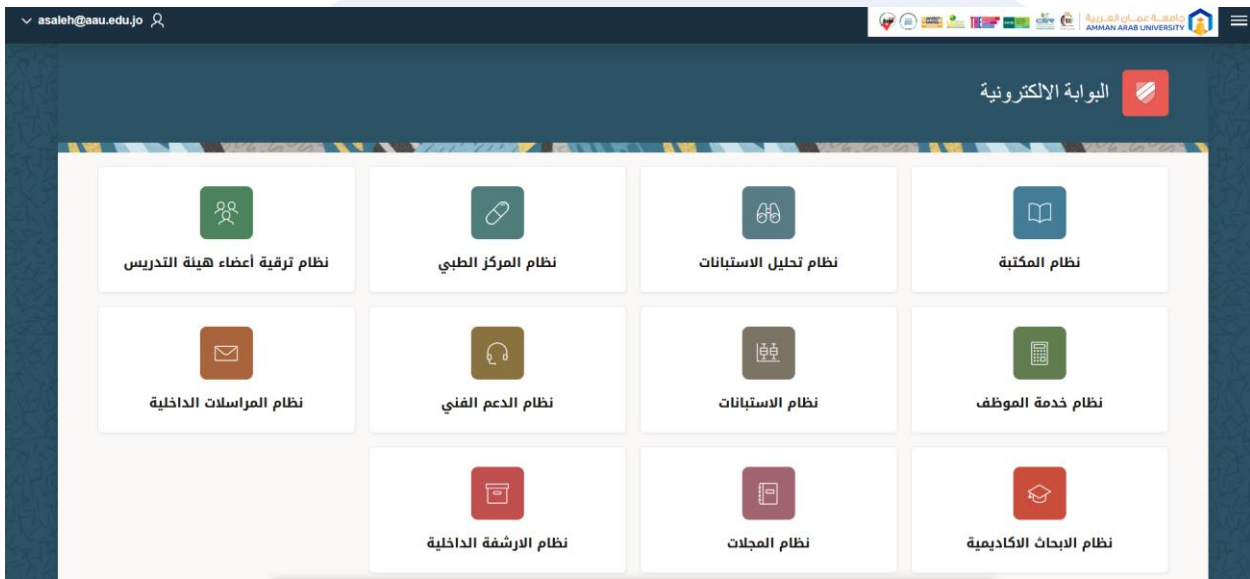 asaleh@aau.edu.jo
جامعة عمان العربية
AMMAN ARAB UNIVERSITY
البوابة الالكترونية
نظام المكتبة
نظام تحليل الاستبانات
نظام المركز الطبي
نظام ترقية أعضاء هيئة التدريس
نظام خدمة الموظف
نظام الاستبانات
نظام الدعم الفني
نظام المراسلات الداخلية
نظام الابحاث الاكاديمية
نظام المجلات
نظام الارشفة الداخلية